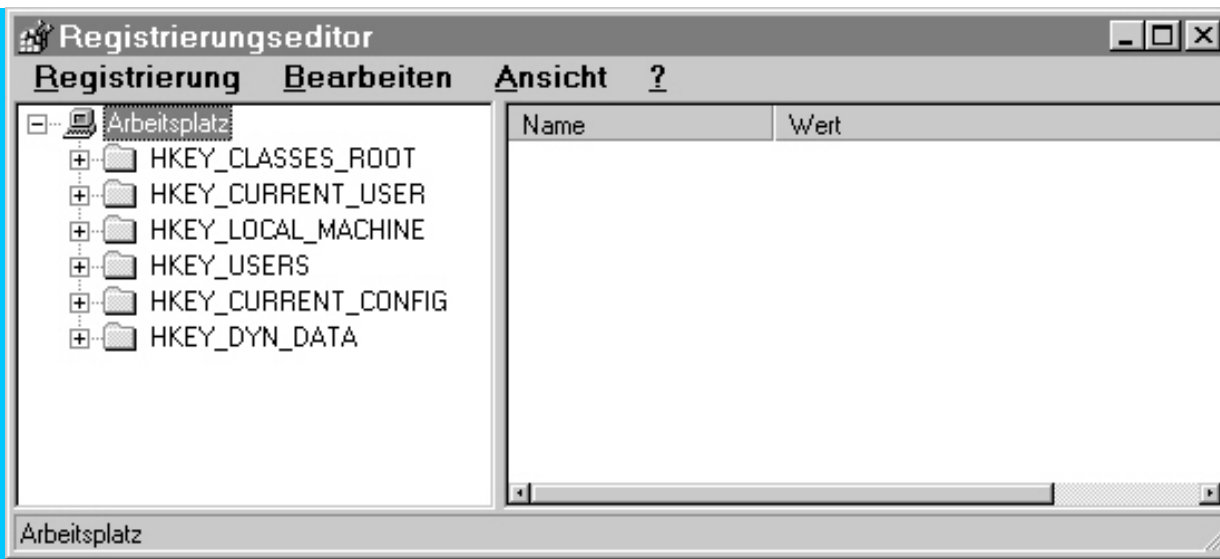 Registrierungseditor
Registrierung Bearbeiten Ansicht ?
Arbeitsplatz
HKEY_CLASSES_ROOT
HKEY_CURRENT_USER
HKEY_LOCAL_MACHINE
HKEY_USERS
HKEY_CURRENT_CONFIG
HKEY_DYN_DATA
Name Wert
Arbeitsplatz